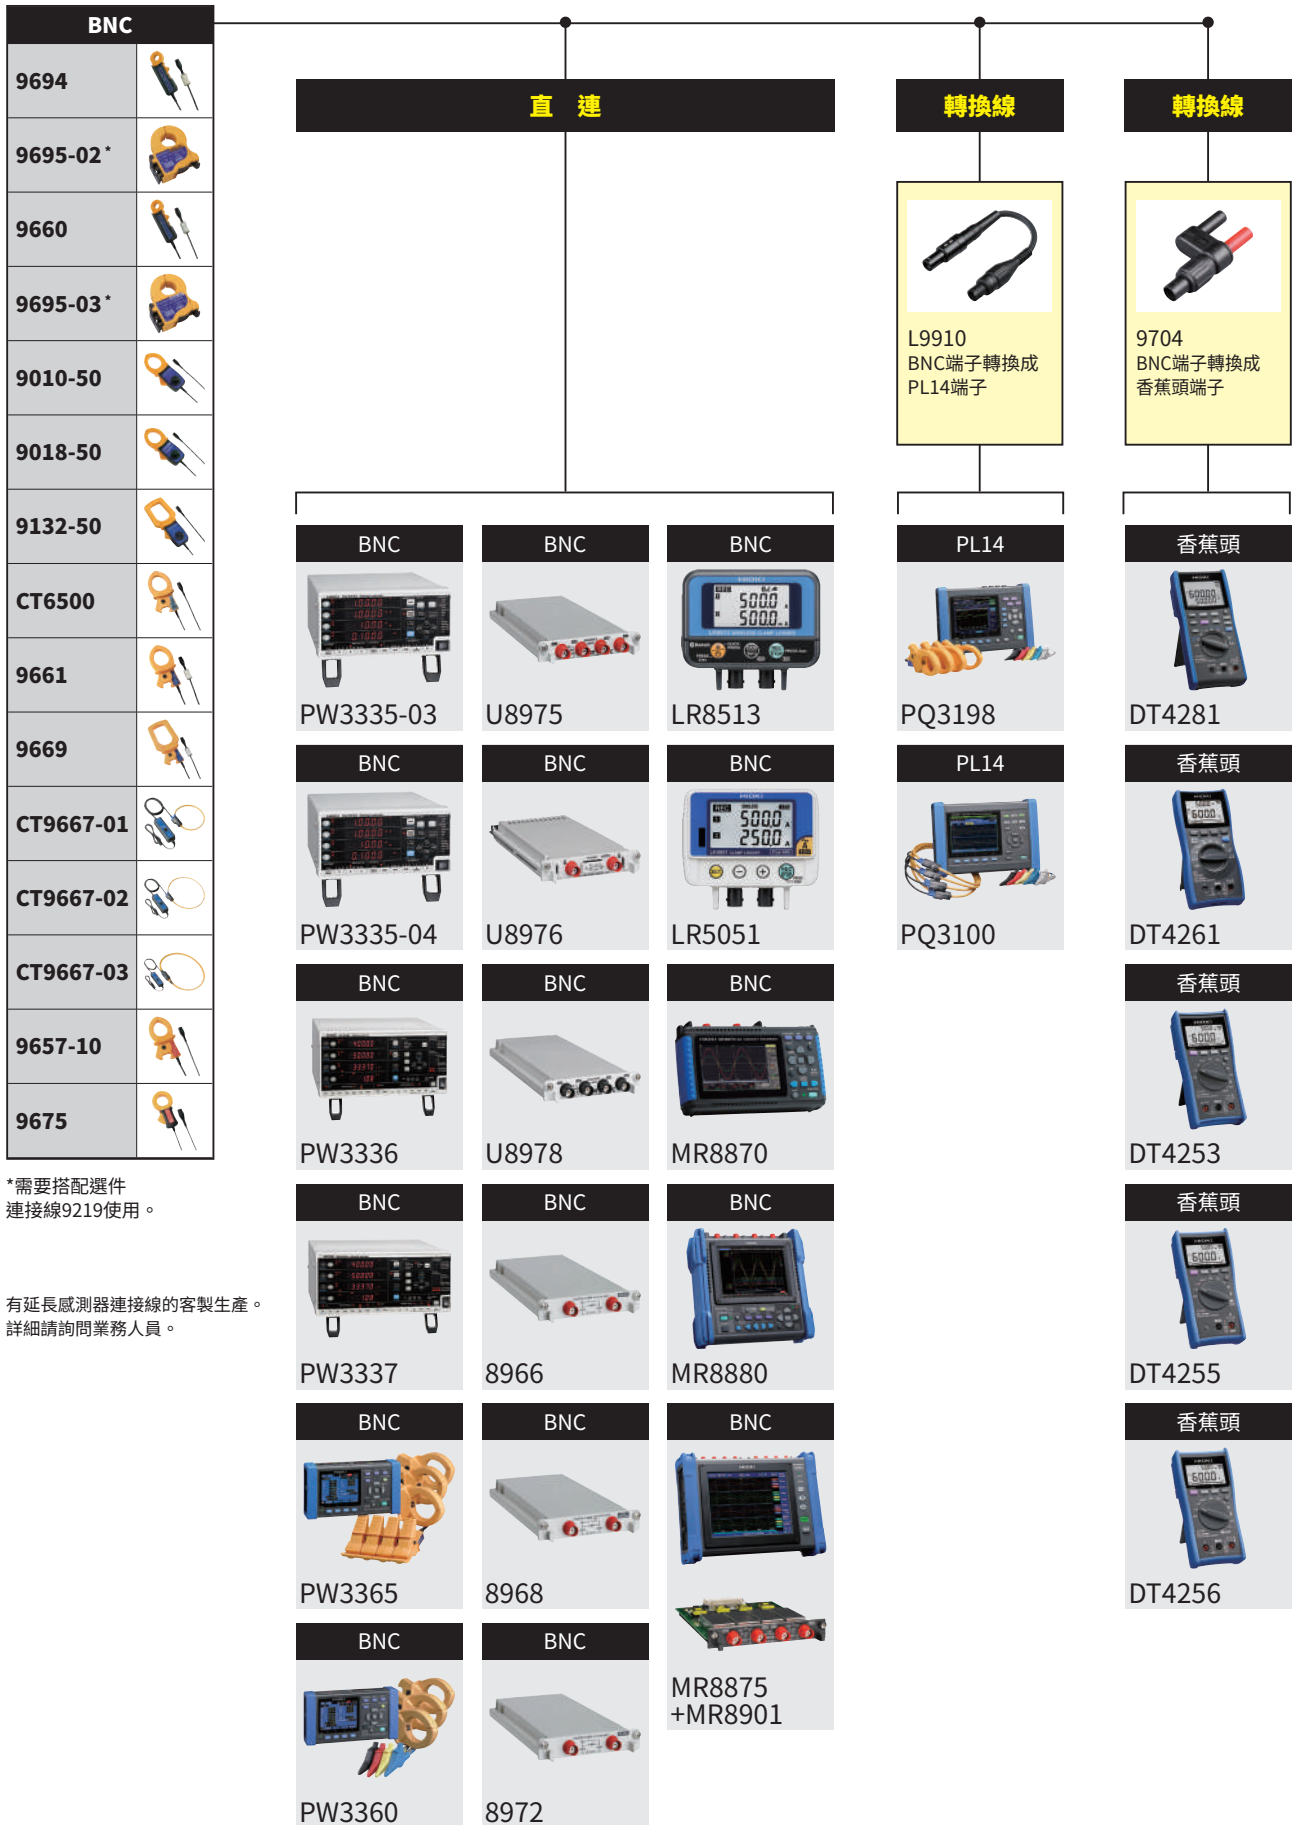 BNC
9694
9695-02*
9660
9695-03*
9010-50
9018-50
9132-50
CT6500
9661
9669
CT9667-01
CT9667-02
CT9667-03
9657-10
9675
*需要搭配選件
連接線9219使用。
有延長感測器連接線的客製生產。
詳細請詢問業務人員。
直 連
BNC
PW3335-03
BNC
U8975
BNC
LR8513
BNC
PW3335-04
BNC
U8976
BNC
LR5051
BNC
PW3336
BNC
U8978
BNC
MR8870
BNC
PW3337
BNC
8966
BNC
MR8880
BNC
PW3365
BNC
8968
BNC
MR8875
+MR8901
BNC
PW3360
BNC
8972
轉換線
L9910
BNC端子轉換成
PL14端子
PL14
PQ3198
PL14
PQ3100
轉換線
9704
BNC端子轉換成
香蕉頭端子
香蕉頭
DT4281
香蕉頭
DT4261
香蕉頭
DT4253
香蕉頭
DT4255
香蕉頭
DT4256